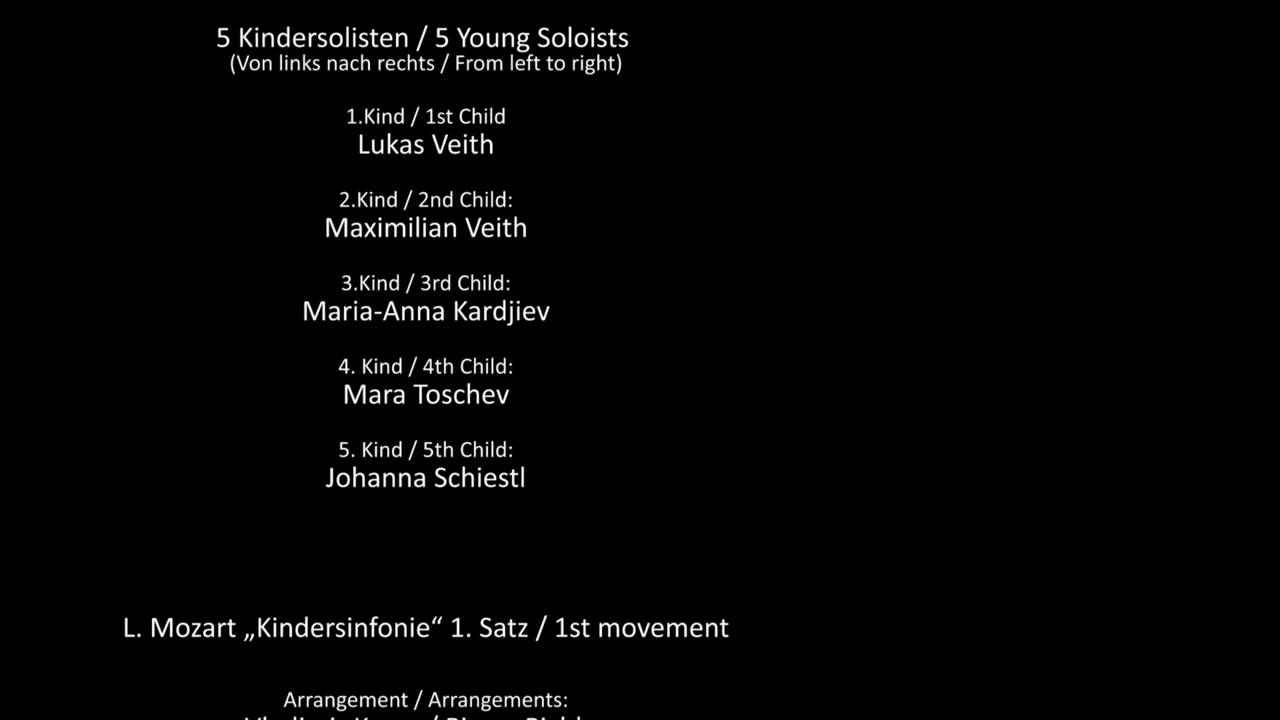 5 Kindersolisten / 5 Young Soloists
(Von links nach rechts / From left to right)
1.Kind / 1st Child
Lukas Veith
2.Kind / 2nd Child:
Maximilian Veith
3.Kind / 3rd Child:
Maria-Anna Kardjiev
4. Kind / 4th Child:
Mara Toschev
5. Kind / 5th Child:
Johanna Schiestl
L. Mozart „Kindersinfonie“ 1. Satz / 1st movement
Arrangement / Arrangements: